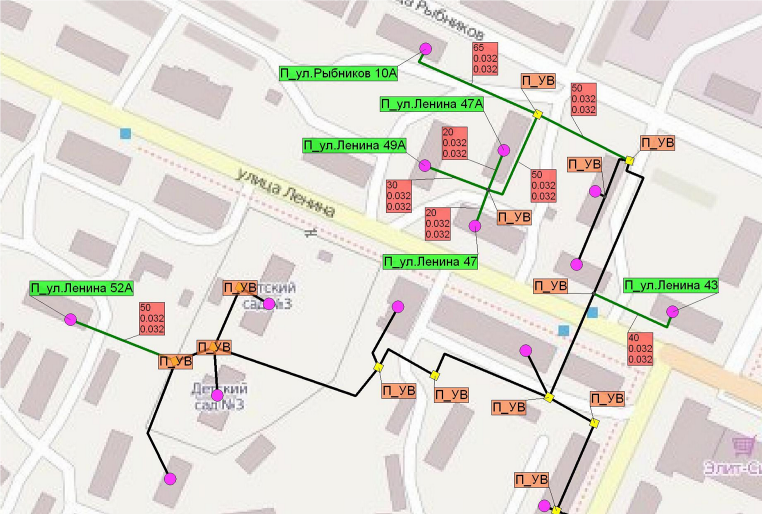 ца Рыбников
65
0.032
0.032
П_ул.Рыбников 10А
П_УВ
50
0.032
0.032
П_ул.Ленина 47А
20
0.032
0.032
П_ул.Ленина 49А
П_УВ
П_УВ
30
0.032
0.032
50
0.032
0.032
улица Ленина
20
0.032
0.032
П_УВ
П_ул.Ленина 47
П_ул.Ленина 52А
П_УВ
сад №3
П_УВ
П_ул.Ленина 43
50
0.032
0.032
П_УВ
П_УВ
40
0.032
0.032
Детский
сад №3
П_УВ
П_УВ
П_УВ
П_УВ
Элит-Си
П_УВ